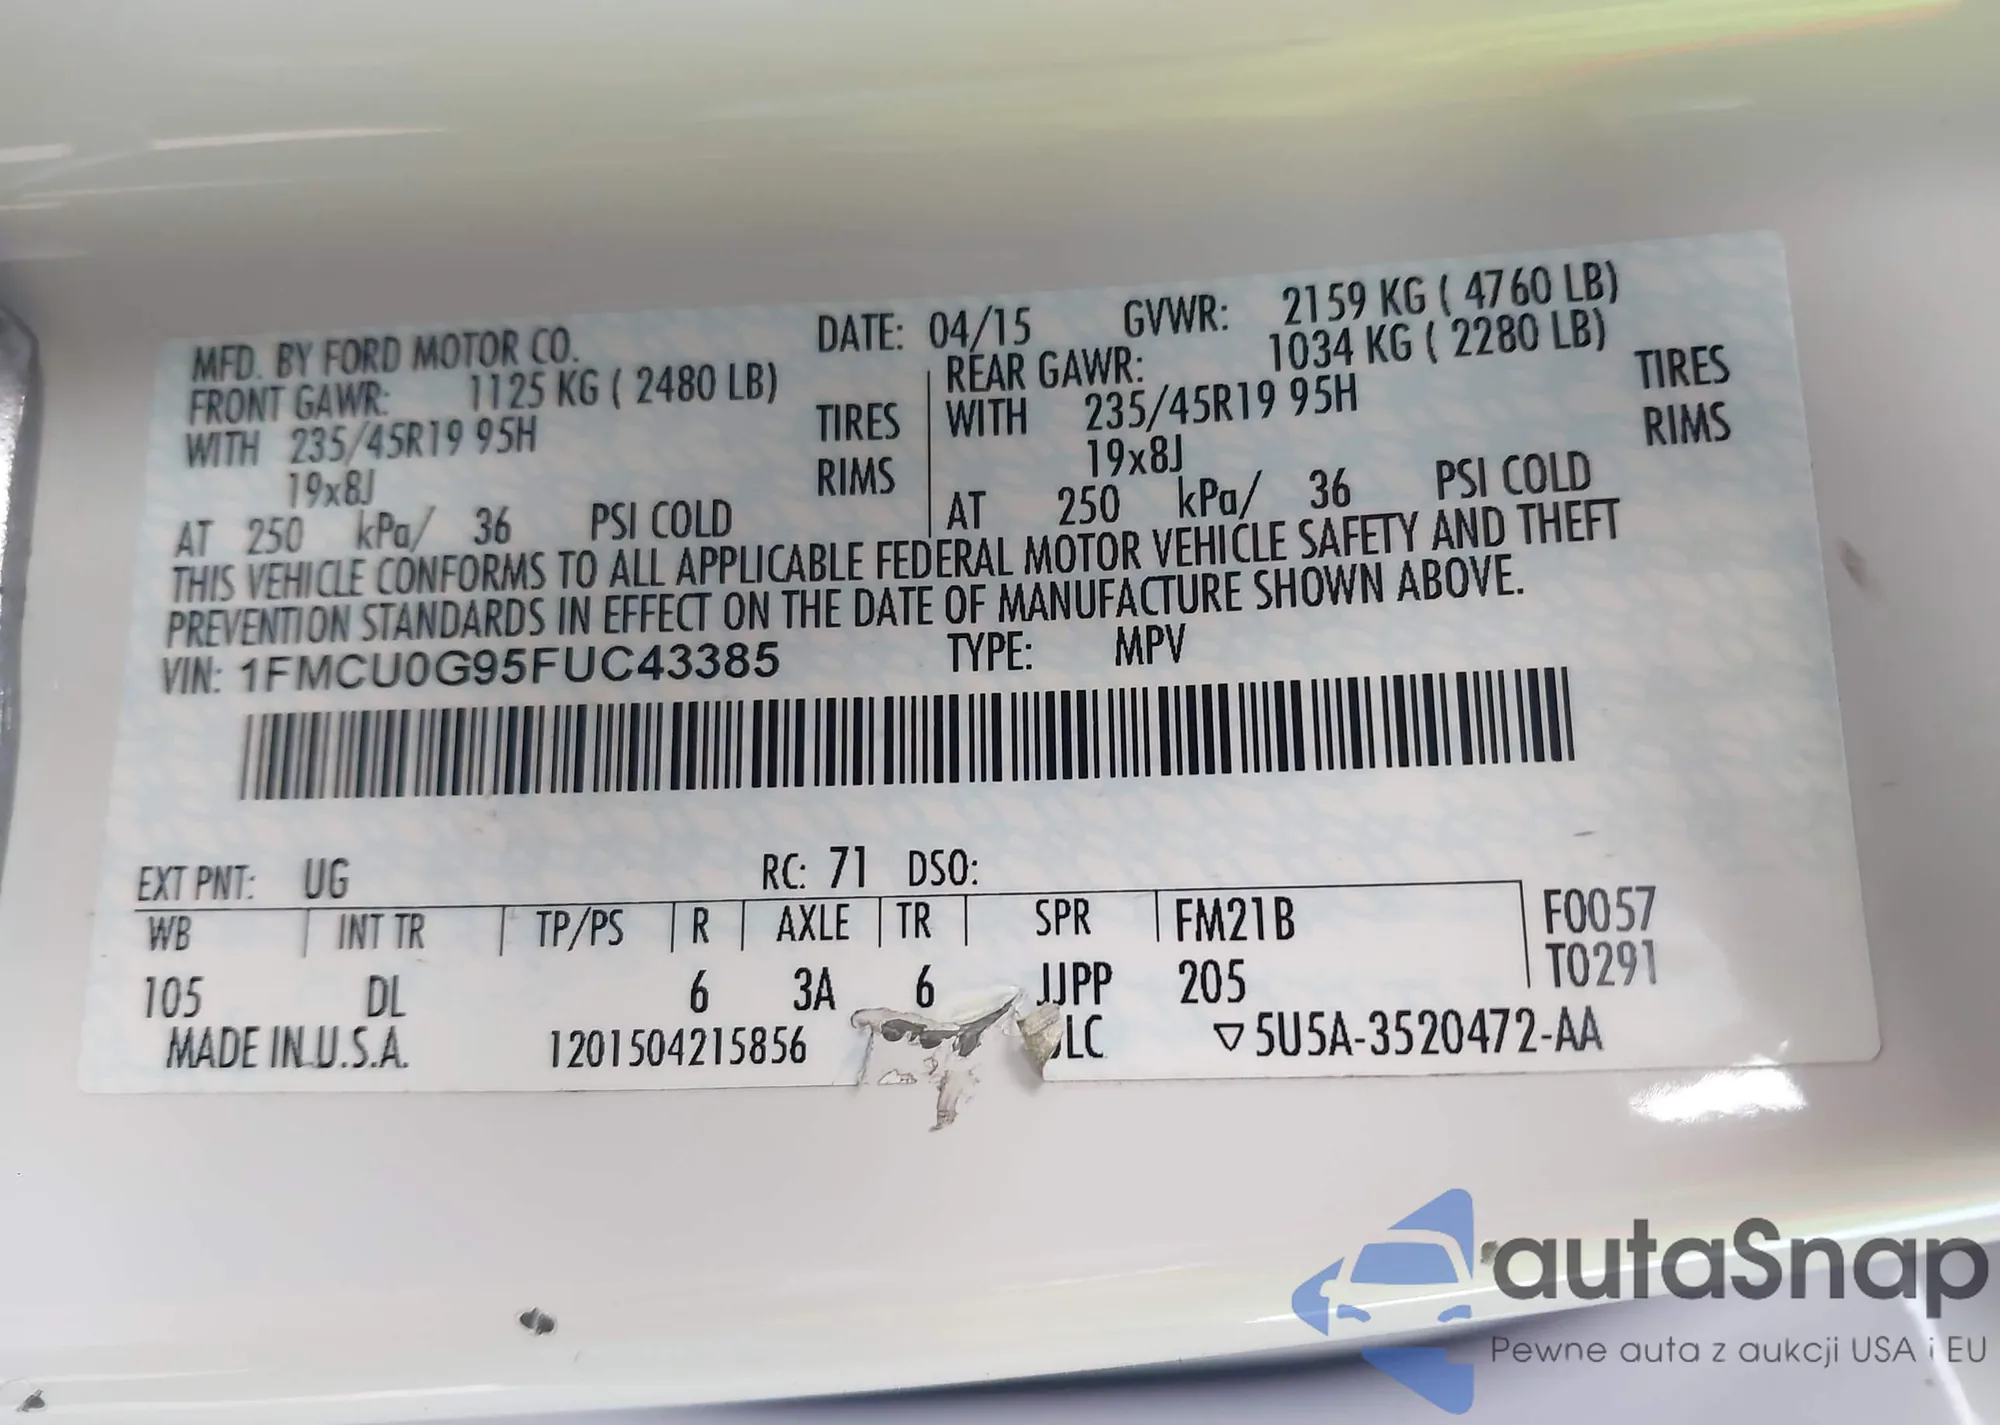 MFD. BY FORD MOTOR CO. DATE: 04/15 GVWR: 2159 KG ( 4760 LB)
FRONT GAWR: 1125 KG ( 2480 LB) REAR GAWR: 1034 KG ( 2280 LB)
WITH 235/45R19 95H TIRES WITH 235/45R19 95H TIRES
19x8J RIMS 19x8J RIMS
AT 250 kPa/ 36 PSI COLD AT 250 kPa/ 36 PSI COLD
THIS VEHICLE CONFORMS TO ALL APPLICABLE FEDERAL MOTOR VEHICLE SAFETY AND THEFT
PREVENTION STANDARDS IN EFFECT ON THE DATE OF MANUFACTURE SHOWN ABOVE.
VIN: 1FMCU0G95FUC43385 TYPE: MPV
EXT PNT: UG RC: 71 DSO:
WB INT TR TP/PS R AXLE TR SPR FM21B F0057
105 DL 6 3A 6 JJPP 205 T0291
MADE IN U.S.A. 1201504215856 LC ▽5U5A-3520472-AA
autaSnap
Pewne auta z aukcji USA i EU